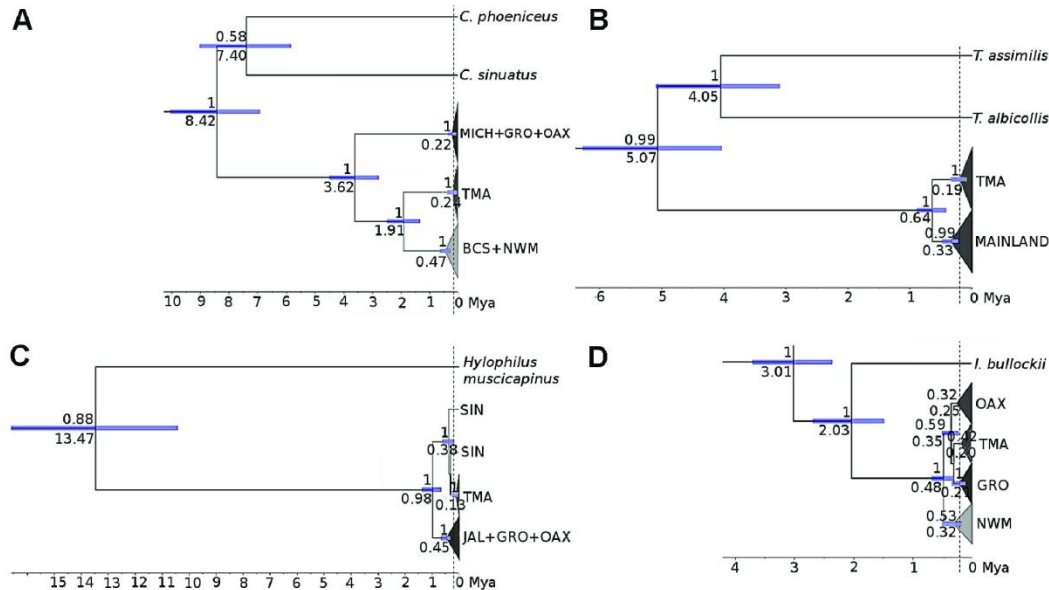 A
C. phoeniceus
0.58
7.40
C. sinuatus
1
8.42
1
0.22
MICH+GRO+OAX
1
3.62
1
0.24
TMA
1
1.91
1
0.47
BCS+NWM
10 9 8 7 6 5 4 3 2 1 0 Mya
B
T. assimilis
1
4.05
T. albicollis
0.99
5.07
1
0.19
TMA
1
0.64
0.99
0.33
MAINLAND
6 5 4 3 2 1 0 Mya
C
Hylophilus
muscicapinus
SIN
0.88
13.47
1
0.38
SIN
1
0.98
1
0.13
TMA
1
0.45
JAL+GRO+OAX
15 14 13 12 11 10 9 8 7 6 5 4 3 2 1 0 Mya
D
1
3.01
I. bullockii
0.32
0.25
OAX
1
2.03
0.59
0.35
0.42
0.20
TMA
1
0.48
1
GRO
0.53
0.32
NWM
4 3 2 1 0 Mya